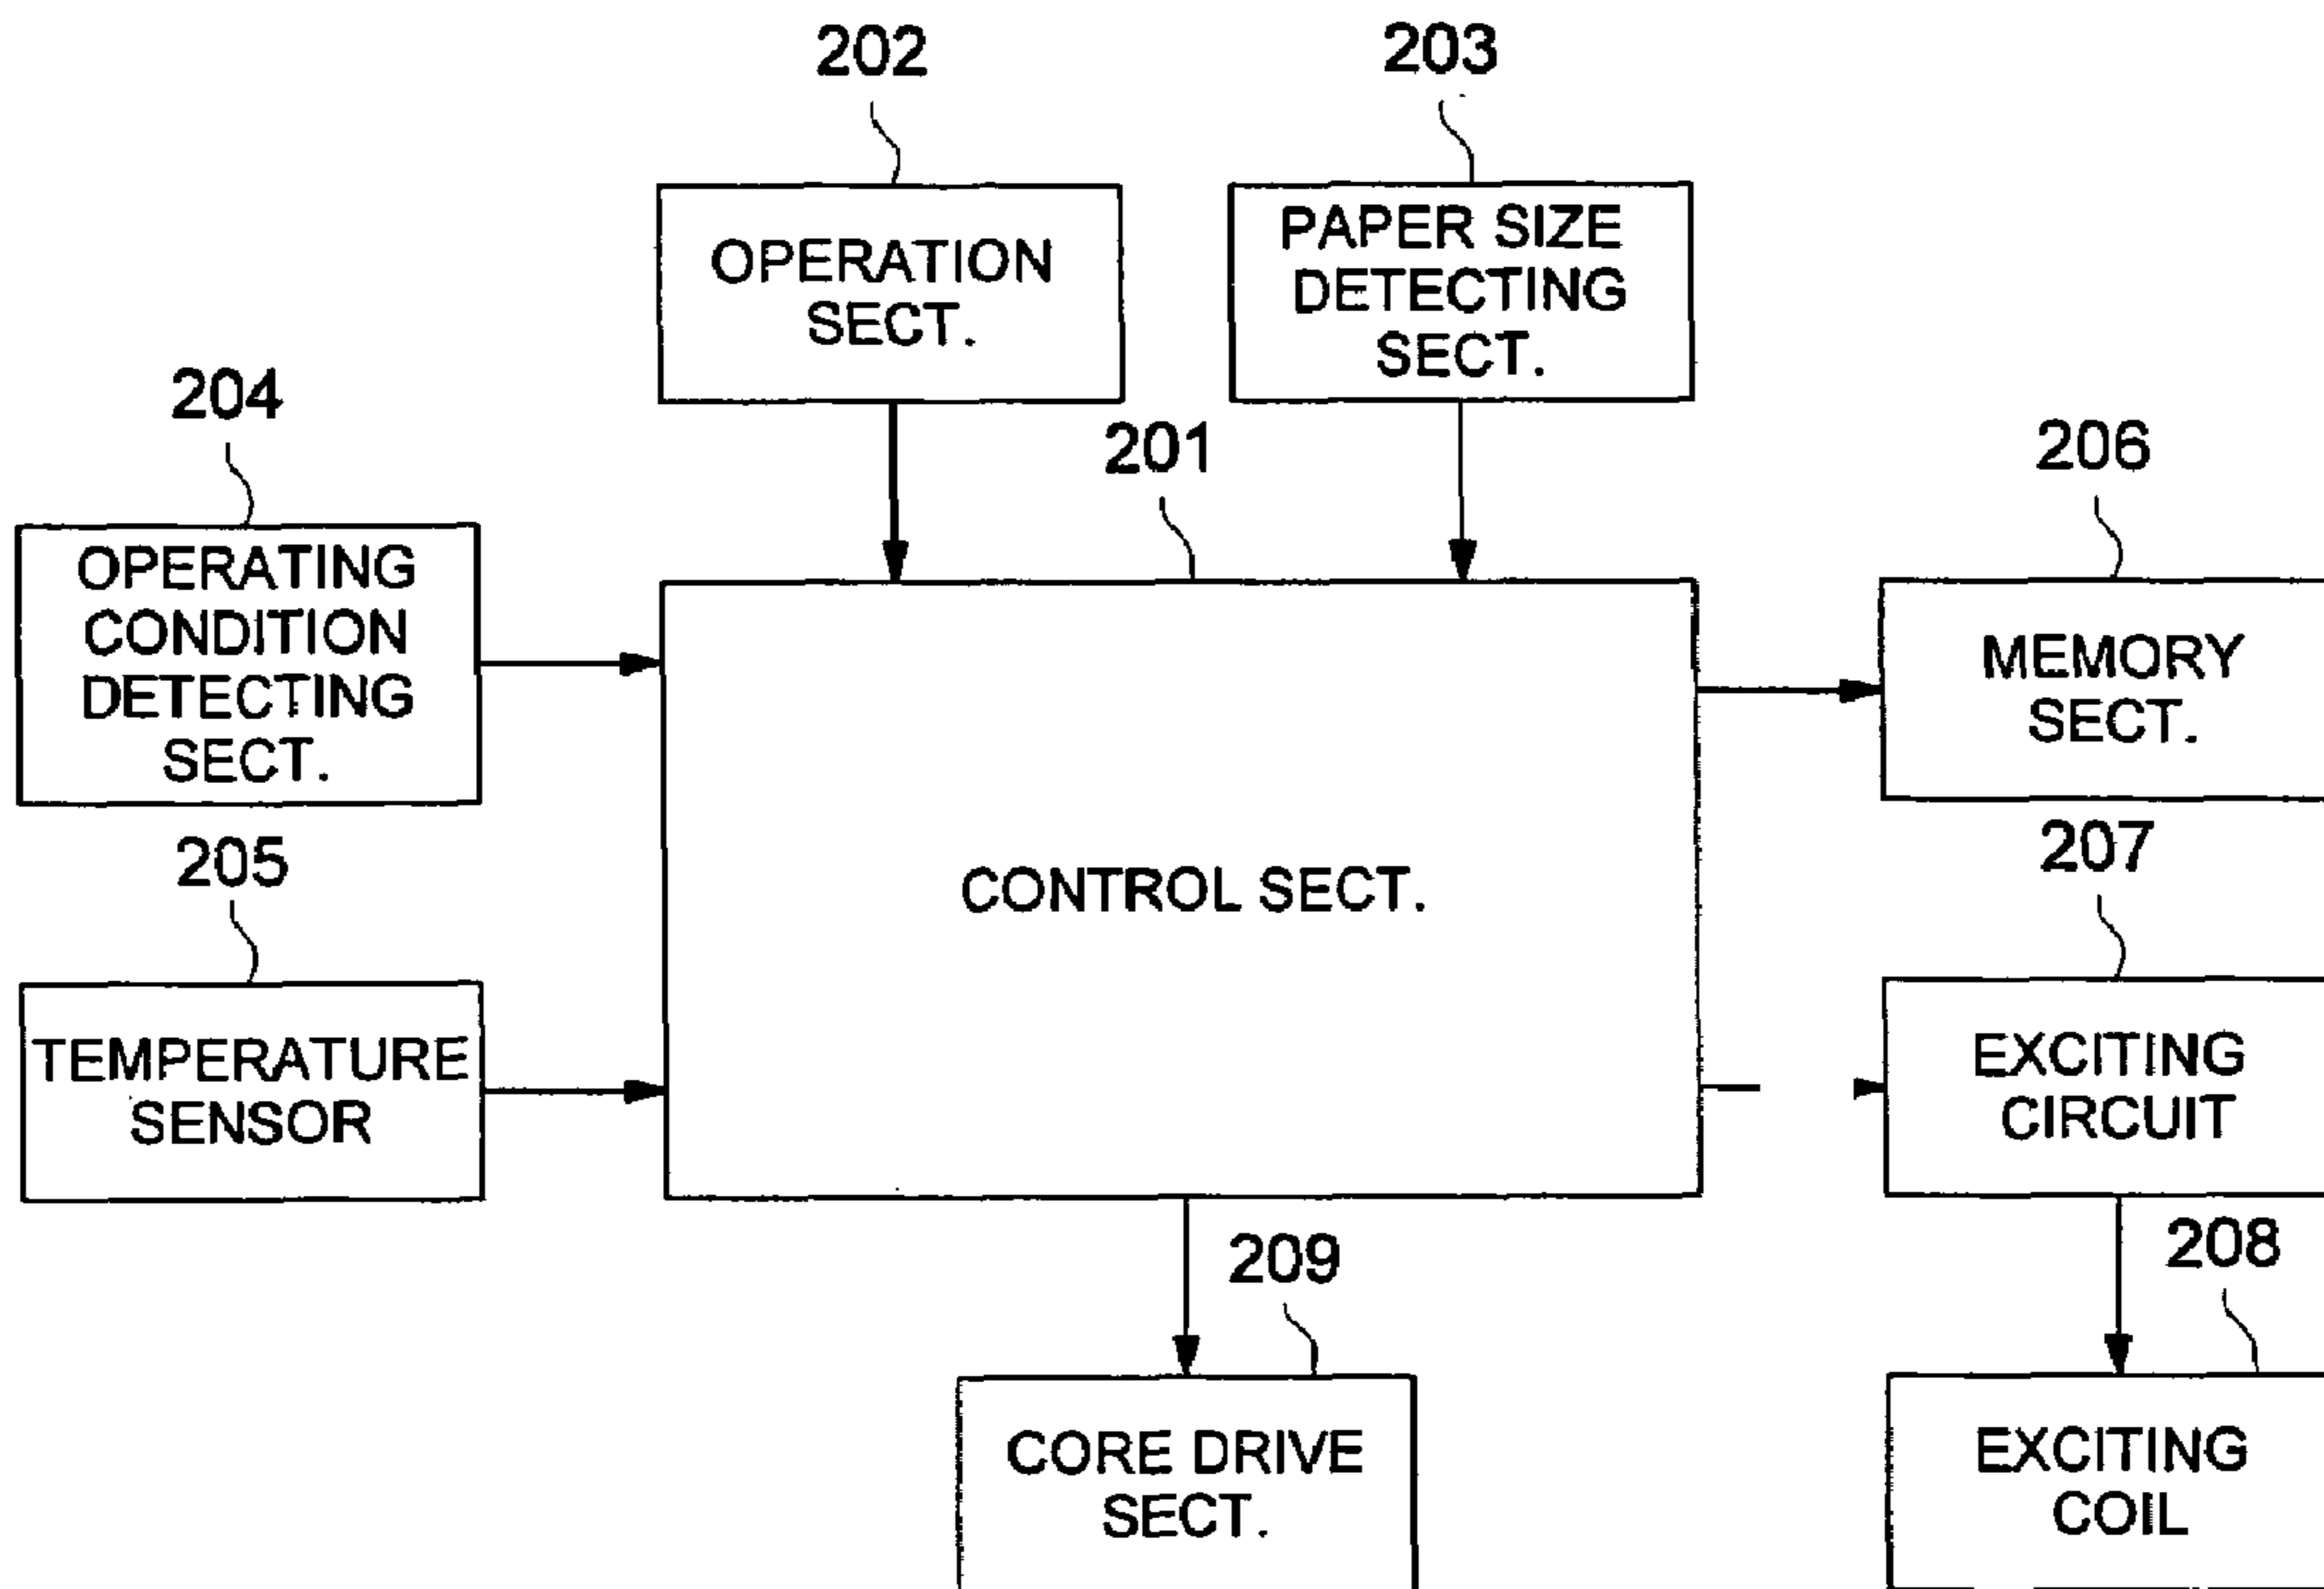 202
203
OPERATION
SECT.
PAPER SIZE
DETECTING
SECT.
204
201
206
OPERATING
CONDITION
DETECTING
SECT.
MEMORY
SECT.
205
207
CONTROL SECT.
TEMPERATURE
SENSOR
EXCITING
CIRCUIT
209
208
CORE DRIVE
SECT.
EXCITING
COIL